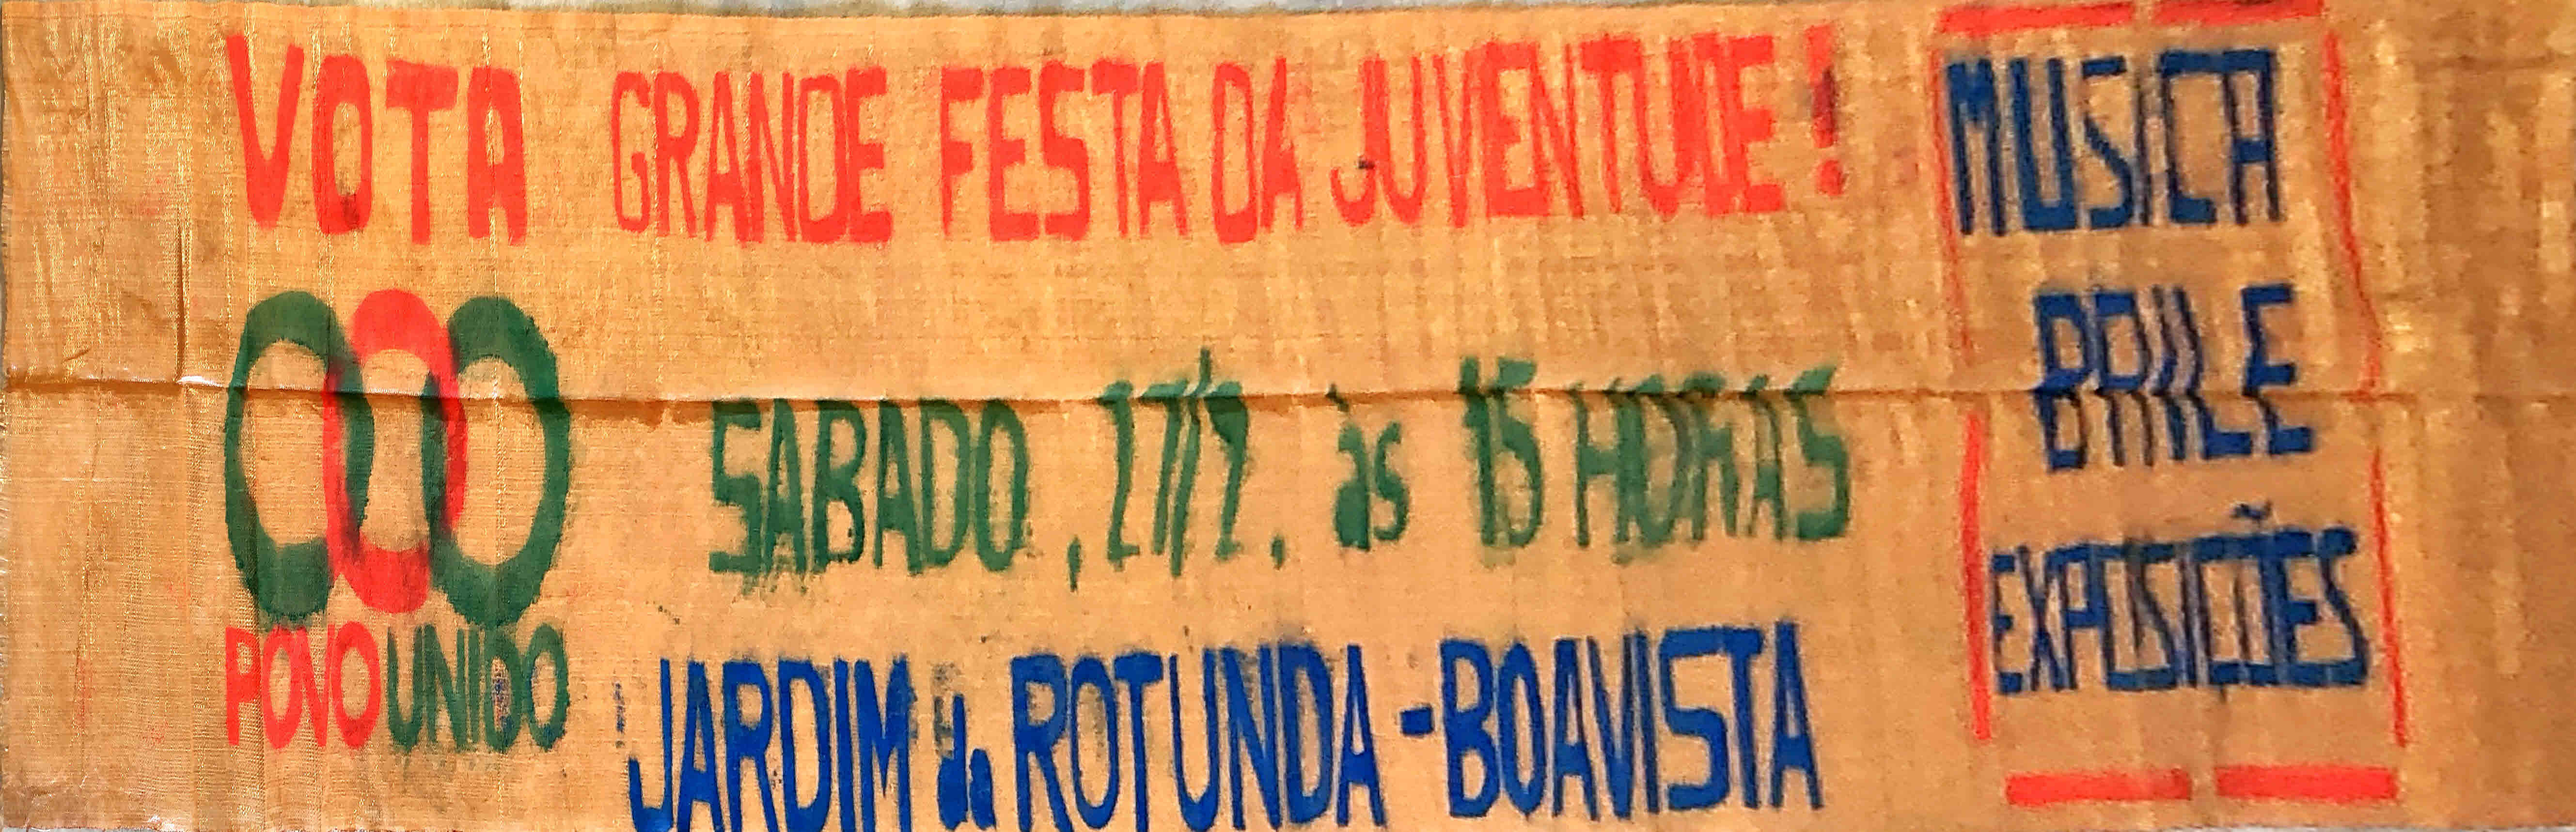 VOTA GRANDE FESTA DA JUVENTUDE !
POVO UNIDO
SABADO, 27/9. às 15 HORAS
JARDIM da ROTUNDA - BOAVISTA
MUSICA
BAILE
EXPOSIÇÕES